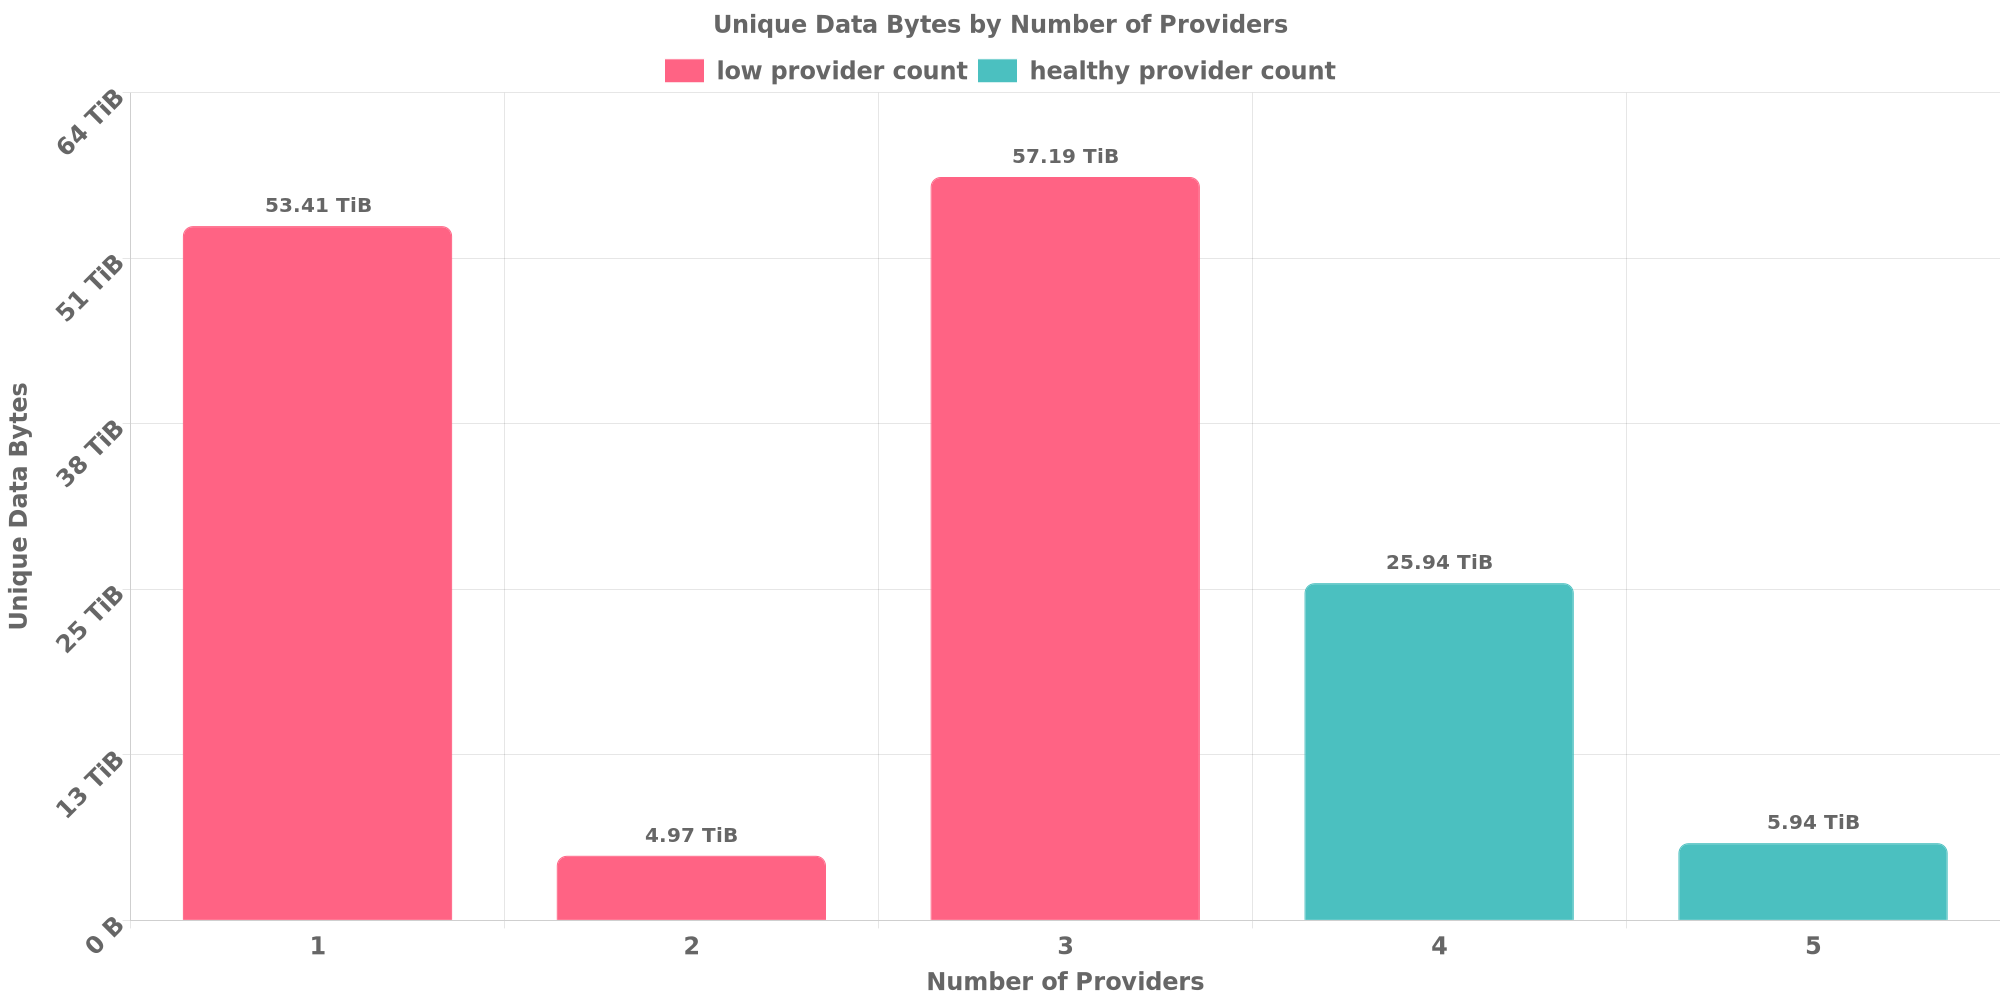 Unique Data Bytes by Number of Providers
low provider count healthy provider count
64 TiB
51 TiB
38 TiB
25 TiB
13 TiB
0 B
Unique Data Bytes
53.41 TiB
4.97 TiB
57.19 TiB
25.94 TiB
5.94 TiB
1 2 3 4 5
Number of Providers